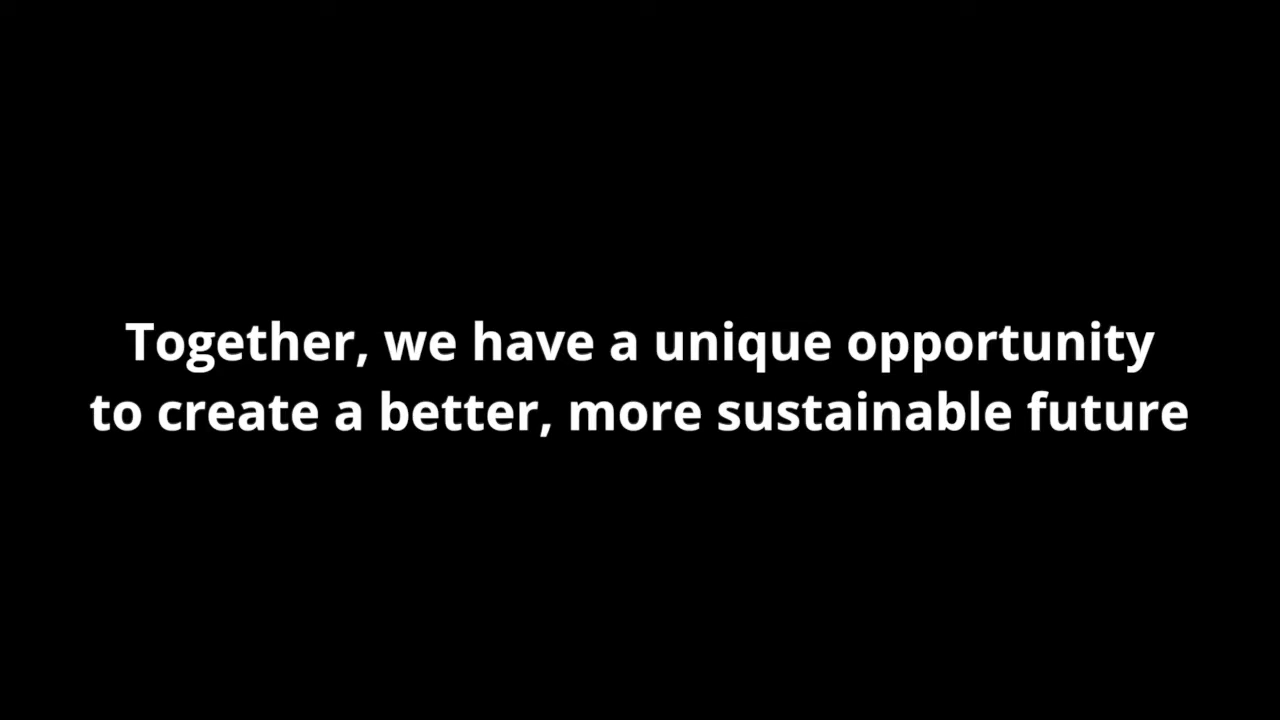 Together, we have a unique opportunity
to create a better, more sustainable future